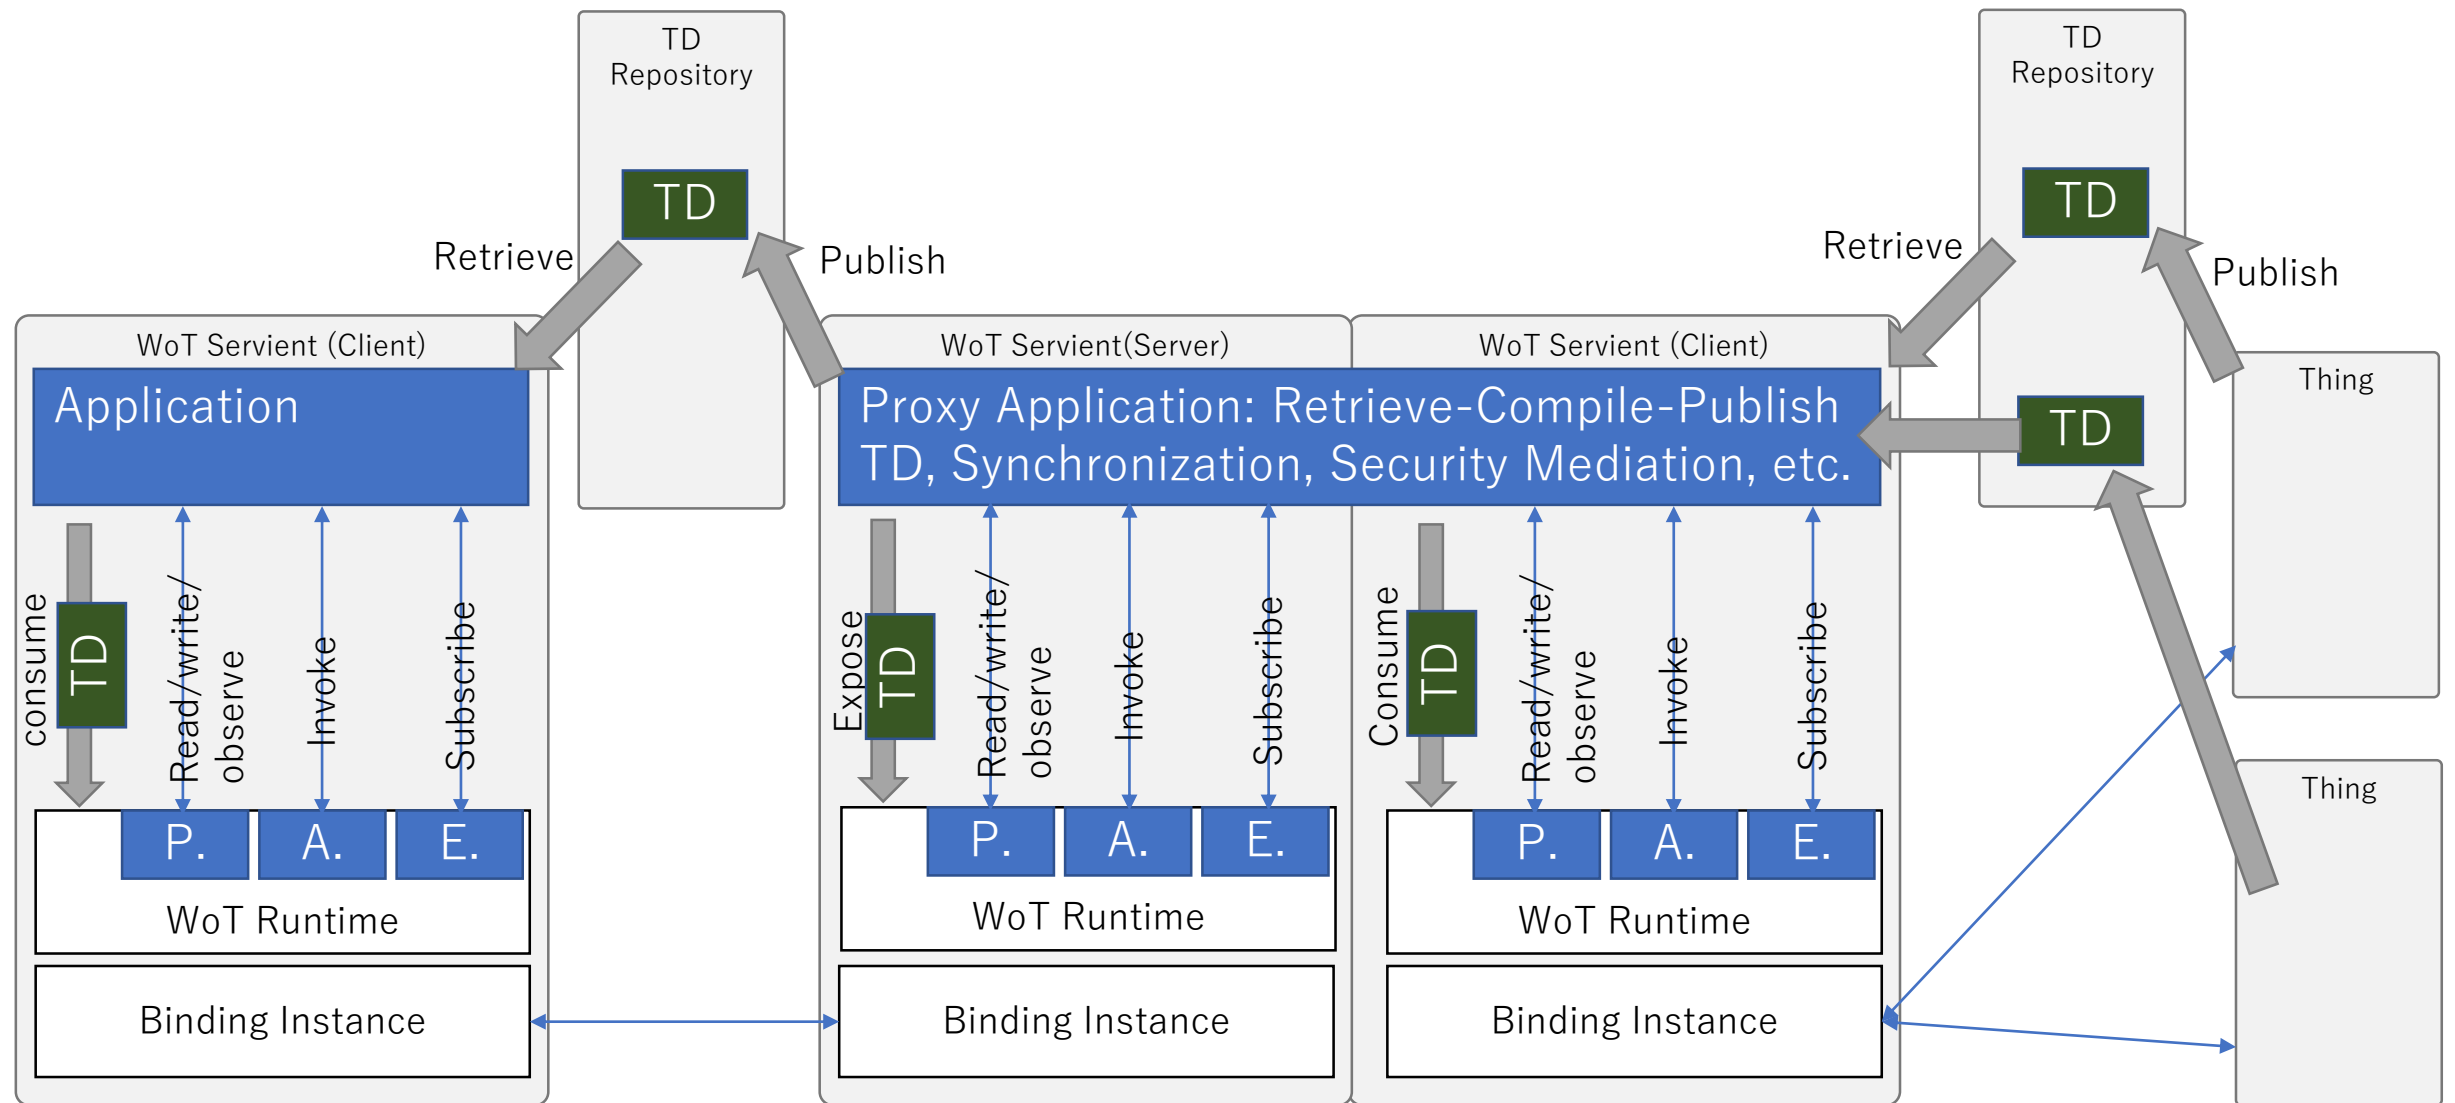 TD
Repository
TD
Retrieve
Publish
TD
Repository
TD
Retrieve
Publish
TD
WoT Servient (Client)
Application
consume
TD
Read/write/
observe
Invoke
Subscribe
P.
A.
E.
WoT Runtime
Binding Instance
WoT Servient(Server)
WoT Servient (Client)
Proxy Application: Retrieve-Compile-Publish
TD, Synchronization, Security Mediation, etc.
Expose
TD
Read/write/
observe
Invoke
Subscribe
P.
A.
E.
WoT Runtime
Binding Instance
Consume
TD
Read/write/
observe
Invoke
Subscribe
P.
A.
E.
WoT Runtime
Binding Instance
Thing
Thing